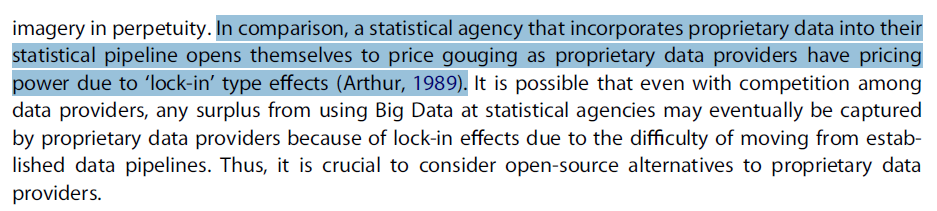 imagery in perpetuity. In comparison, a statistical agency that incorporates proprietary data into their
statistical pipeline opens themselves to price gouging as proprietary data providers have pricing
power due to ‘lock-in’ type effects (Arthur, 1989). It is possible that even with competition among
data providers, any surplus from using Big Data at statistical agencies may eventually be captured
by proprietary data providers because of lock-in effects due to the difficulty of moving from estab-
lished data pipelines. Thus, it is crucial to consider open-source alternatives to proprietary data
providers.